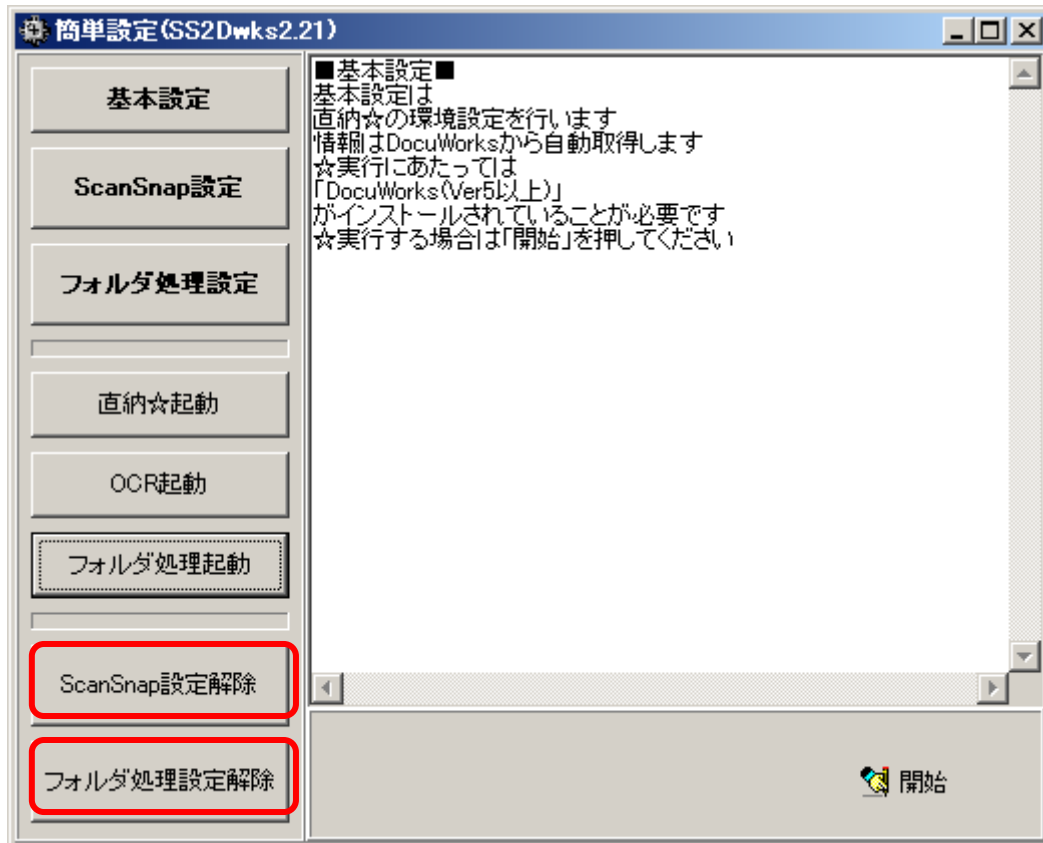 簡単設定(SS2Dwks2.21)
基本設定
ScanSnap設定
フォルダ処理設定
直納☆起動
OCR起動
フォルダ処理起動
ScanSnap設定解除
フォルダ処理設定解除
■基本設定■
基本設定は
直納☆の環境設定を行います
情報はDocuWorksから自動取得します
☆実行にあたっては
「DocuWorks(Ver5以上)」
がインストールされていることが必要です
☆実行する場合は「開始」を押してください
開始